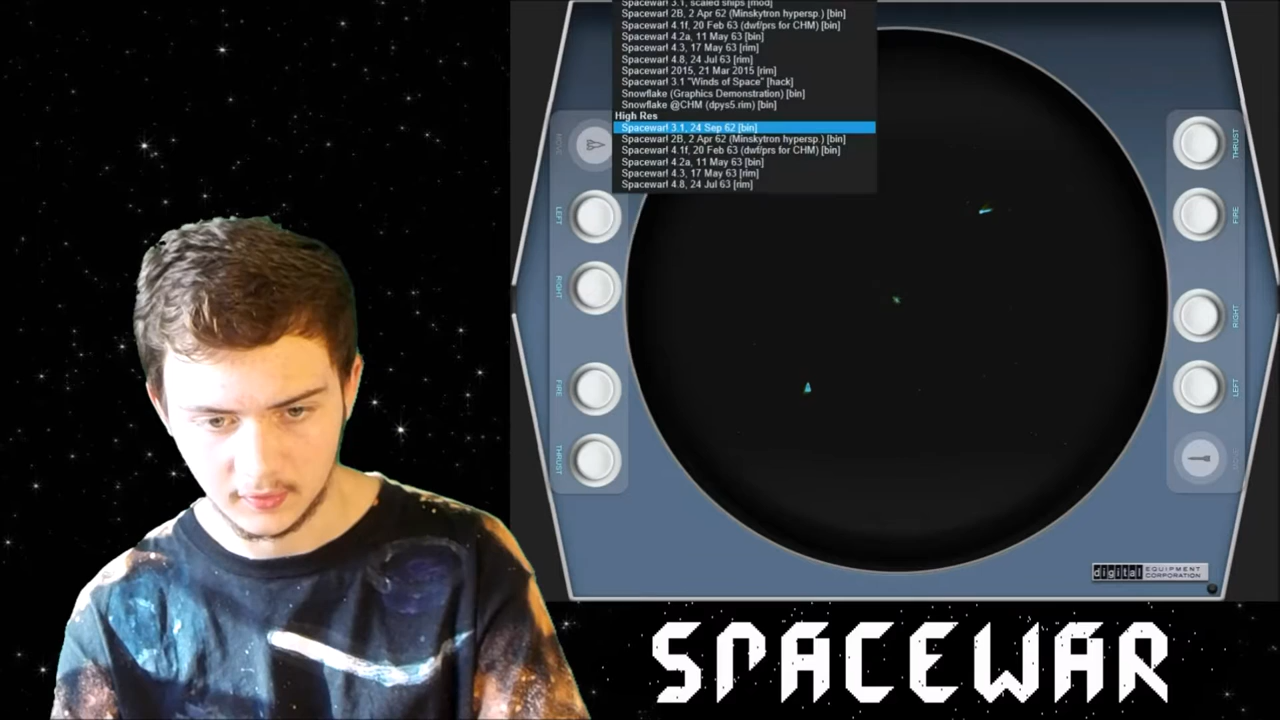 Spacewar! 3.1, scaled ships [mod]
Spacewar! 2B, 2 Apr 62 (Minskytron hypersp.) [bin]
Spacewar! 4.1f, 20 Feb 63 (dwf/prs for CHM) [bin]
Spacewar! 4.2a, 11 May 63 [bin]
Spacewar! 4.3, 17 May 63 [rim]
Spacewar! 4.8, 24 Jul 63 [rim]
Spacewar! 2015, 21 Mar 2015 [rim]
Spacewar! 3.1 "Winds of Space" [hack]
Snowflake (Graphics Demonstration) [bin]
Snowflake @CHM (dpys5.rim) [bin]
High Res
Spacewar! 3.1, 24 Sep 62 [bin]
Spacewar! 2B, 2 Apr 62 (Minskytron hypersp.) [bin]
Spacewar! 4.1f, 20 Feb 63 (dwf/prs for CHM) [bin]
Spacewar! 4.2a, 11 May 63 [bin]
Spacewar! 4.3, 17 May 63 [rim]
Spacewar! 4.8, 24 Jul 63 [rim]
LEFT
RIGHT
FIRE
THRUST
THRUST
FIRE
RIGHT
LEFT
digital EQUIPMENT
CORPORATION
SPACEWAR